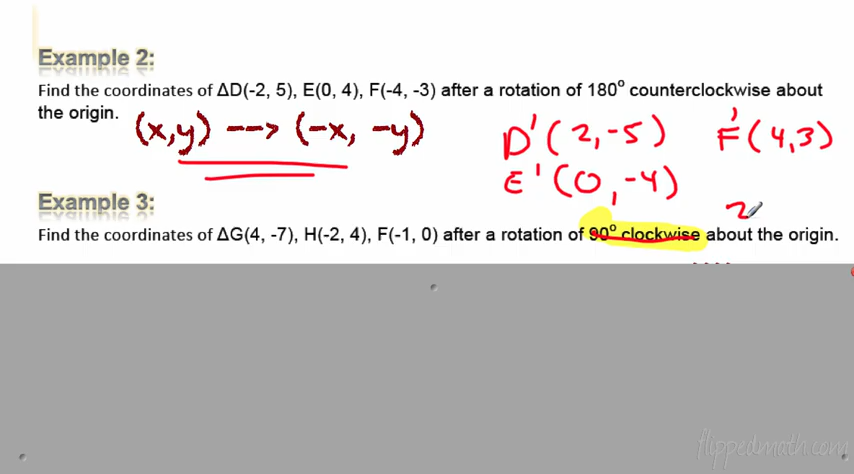 Example 2:
Find the coordinates of ΔD(-2, 5), E(0, 4), F(-4, -3) after a rotation of 180° counterclockwise about
the origin.
(x,y) --> (-x, -y)
D'(2,-5) F'(4,3)
E'(0,-4)
2
Example 3:
Find the coordinates of ΔG(4, -7), H(-2, 4), F(-1, 0) after a rotation of 90° clockwise about the origin.
flippedmath.com